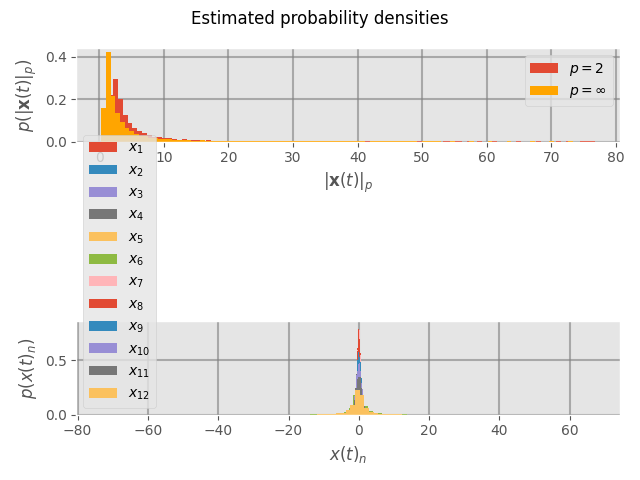 Estimated probability densities
p(|𝐱(t)|ₚ)
0.4
0.2
0.0
p = 2
p = ∞
0 10 20 30 40 50 60 70 80
|𝐱(t)|ₚ
x₁
x₂
x₃
x₄
x₅
x₆
x₇
x₈
x₉
x₁₀
x₁₁
x₁₂
p(x(t)ₙ)
0.5
0.0
−80 −60 −40 −20 0 20 40 60
x(t)ₙ